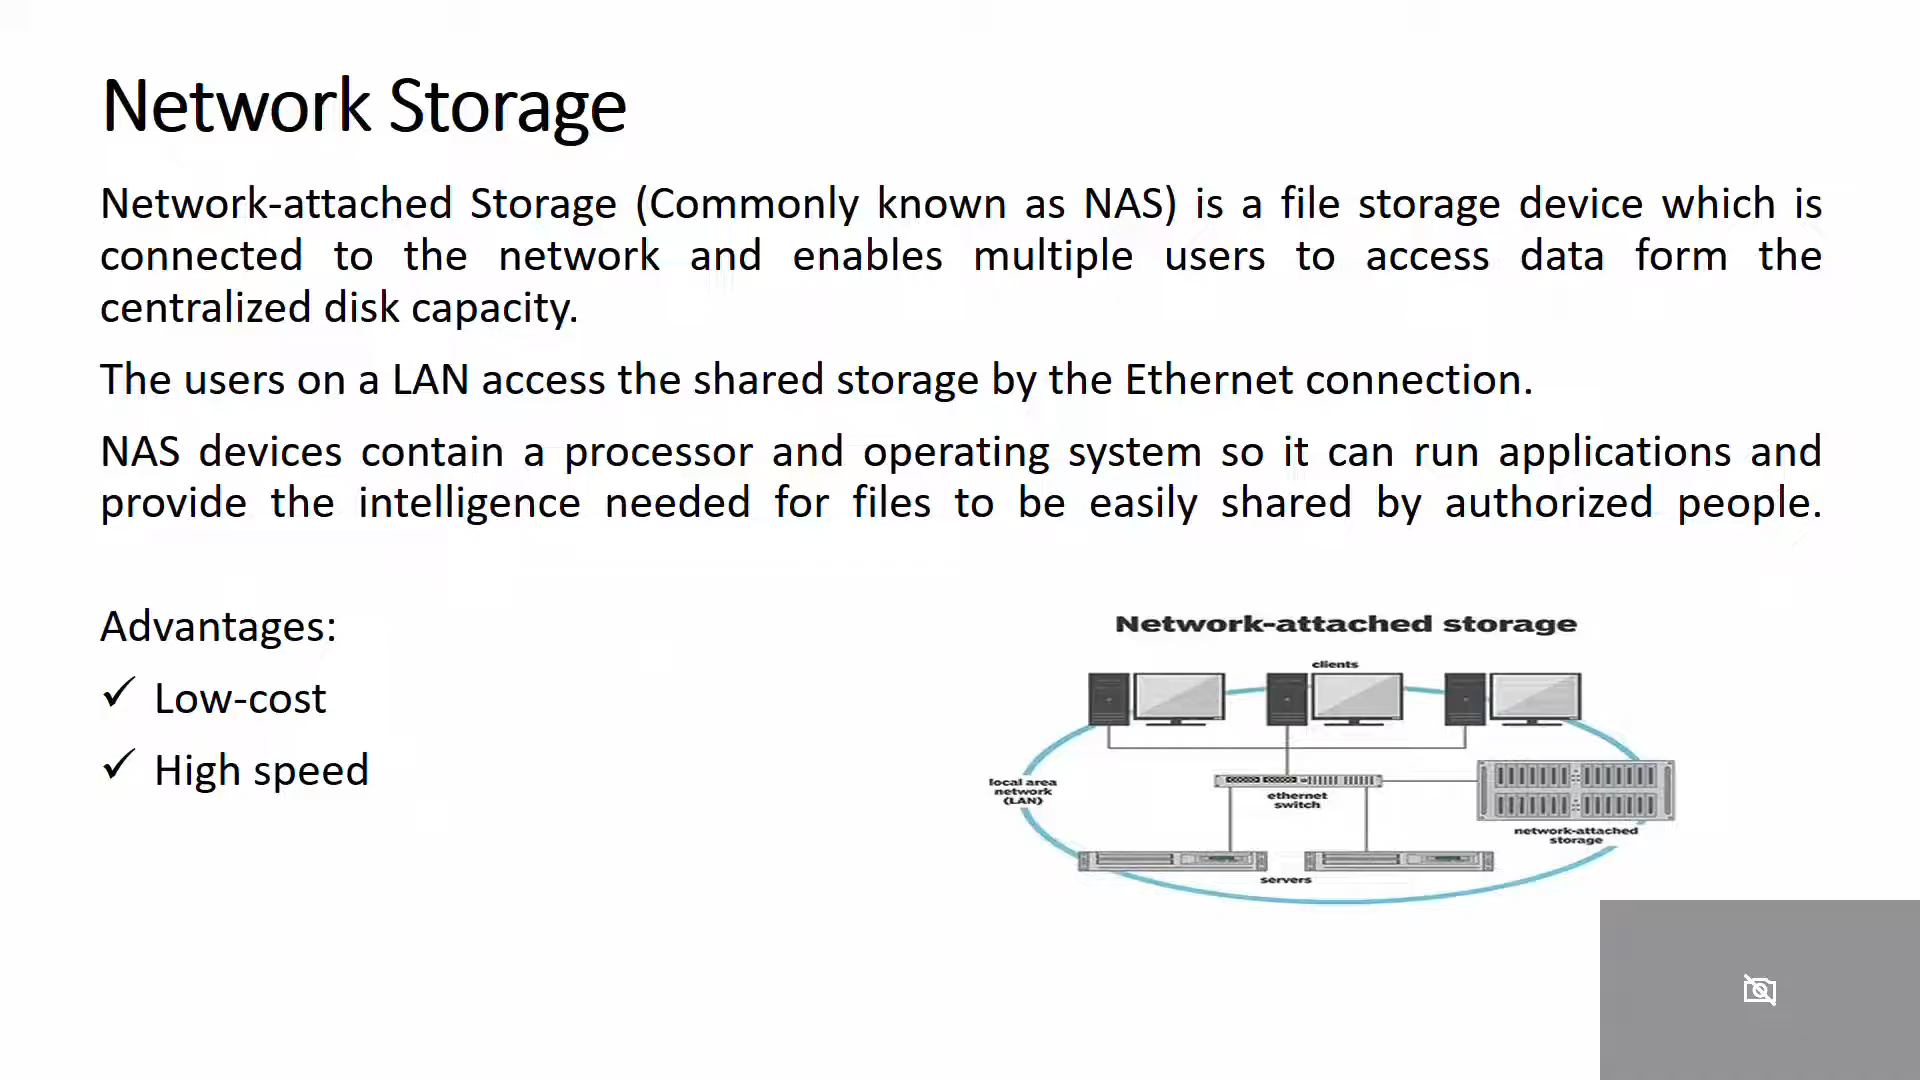 Network Storage
Network-attached Storage (Commonly known as NAS) is a file storage device which is
connected to the network and enables multiple users to access data form the
centralized disk capacity.
The users on a LAN access the shared storage by the Ethernet connection.
NAS devices contain a processor and operating system so it can run applications and
provide the intelligence needed for files to be easily shared by authorized people.
Advantages:
✓ Low-cost
✓ High speed
Network-attached storage
clients
local area
network
(LAN)
ethernet
switch
network-attached
storage
servers